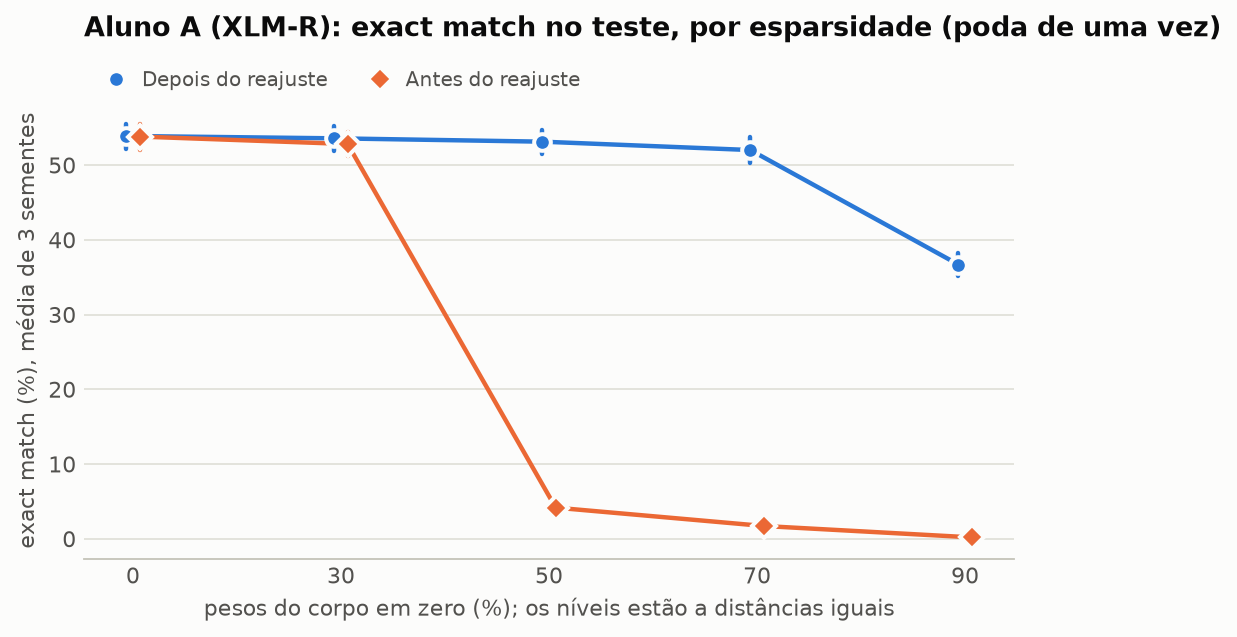 Aluno A (XLM-R): exact match no teste, por esparsidade (poda de uma vez)
Depois do reajuste
Antes do reajuste
exact match (%), média de 3 sementes
50
40
30
20
10
0
0
30
50
70
90
pesos do corpo em zero (%); os níveis estão a distâncias iguais